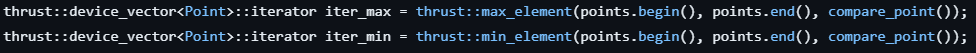 thrust::device_vector<Point>::iterator iter_max = thrust::max_element(points.begin(), points.end(), compare_point());
thrust::device_vector<Point>::iterator iter_min = thrust::min_element(points.begin(), points.end(), compare_point());